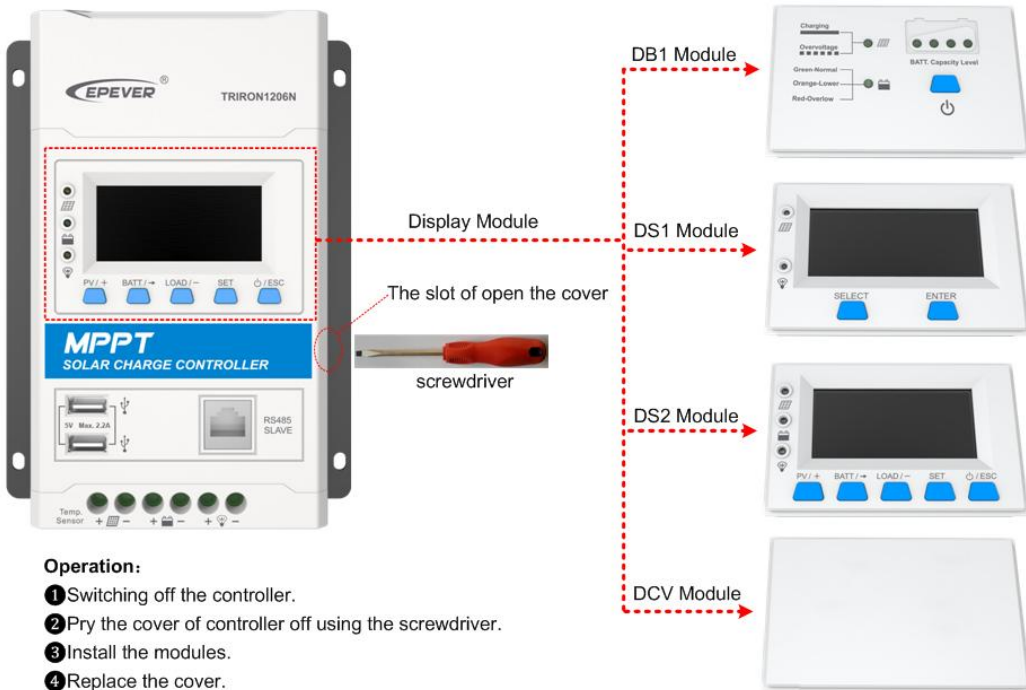 EPEVER®
TRIRON1206N
PV / +
BATT / →
LOAD / −
SET
⏻ / ESC
MPPT
SOLAR CHARGE CONTROLLER
5V Max. 2.2A
RS485
SLAVE
Temp.
Sensor
+ −
+ −
+ −
Display Module
The slot of open the cover
screwdriver
DB1 Module
Charging
Overvoltage
Green-Normal
Orange-Lower
Red-Overlow
BATT. Capacity Level
DS1 Module
SELECT
ENTER
DS2 Module
PV / +
BATT / →
LOAD / −
SET
⏻ / ESC
DCV Module
Operation:
❶Switching off the controller.
❷Pry the cover of controller off using the screwdriver.
❸Install the modules.
❹Replace the cover.